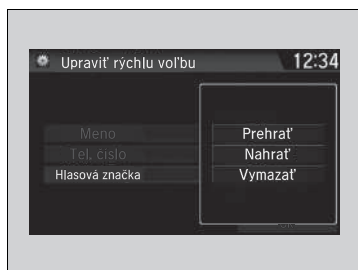 Upraviť rýchlu voľbu 12:34
Meno
Tel. číslo
Hlasová značka
Prehrať
Nahrať
Vymazať